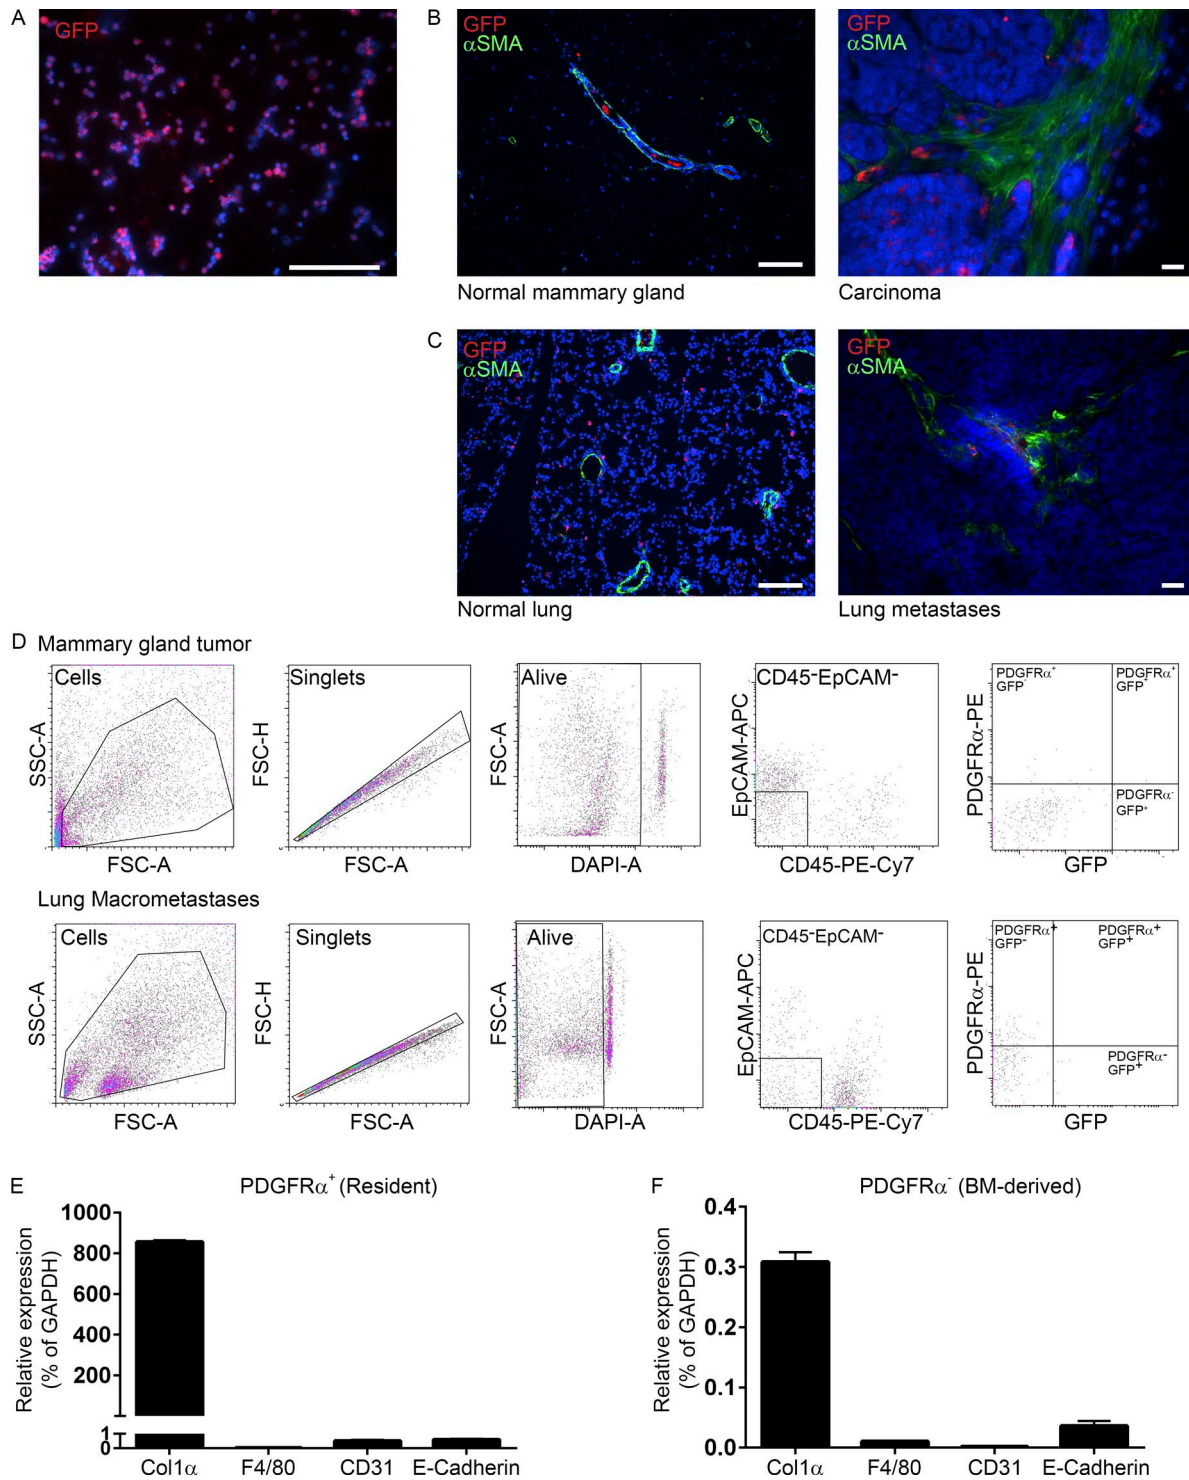 A
GFP
B
GFP
αSMA
GFP
αSMA
Normal mammary gland
Carcinoma
C
GFP
αSMA
GFP
αSMA
Normal lung
Lung metastases
D Mammary gland tumor
Cells
SSC-A
FSC-A
Singlets
FSC-H
FSC-A
Alive
FSC-A
DAPI-A
CD45⁻EpCAM⁻
EpCAM-APC
CD45-PE-Cy7
PDGFRα⁺
GFP⁻
PDGFRα⁺
GFP⁺
PDGFRα⁻
GFP⁺
PDGFRα-PE
GFP
Lung Macrometastases
Cells
SSC-A
FSC-A
Singlets
FSC-H
FSC-A
Alive
FSC-A
DAPI-A
CD45⁻EpCAM⁻
EpCAM-APC
CD45-PE-Cy7
PDGFRα⁺
GFP⁻
PDGFRα⁺
GFP⁺
PDGFRα⁻
GFP⁺
PDGFRα-PE
GFP
E
PDGFRα⁺ (Resident)
Relative expression
(% of GAPDH)
1000
800
600
400
200
1
0
Col1α F4/80 CD31 E-Cadherin
F
PDGFRα⁻ (BM-derived)
Relative expression
(% of GAPDH)
0.4
0.3
0.2
0.1
0.0
Col1α F4/80 CD31 E-Cadherin